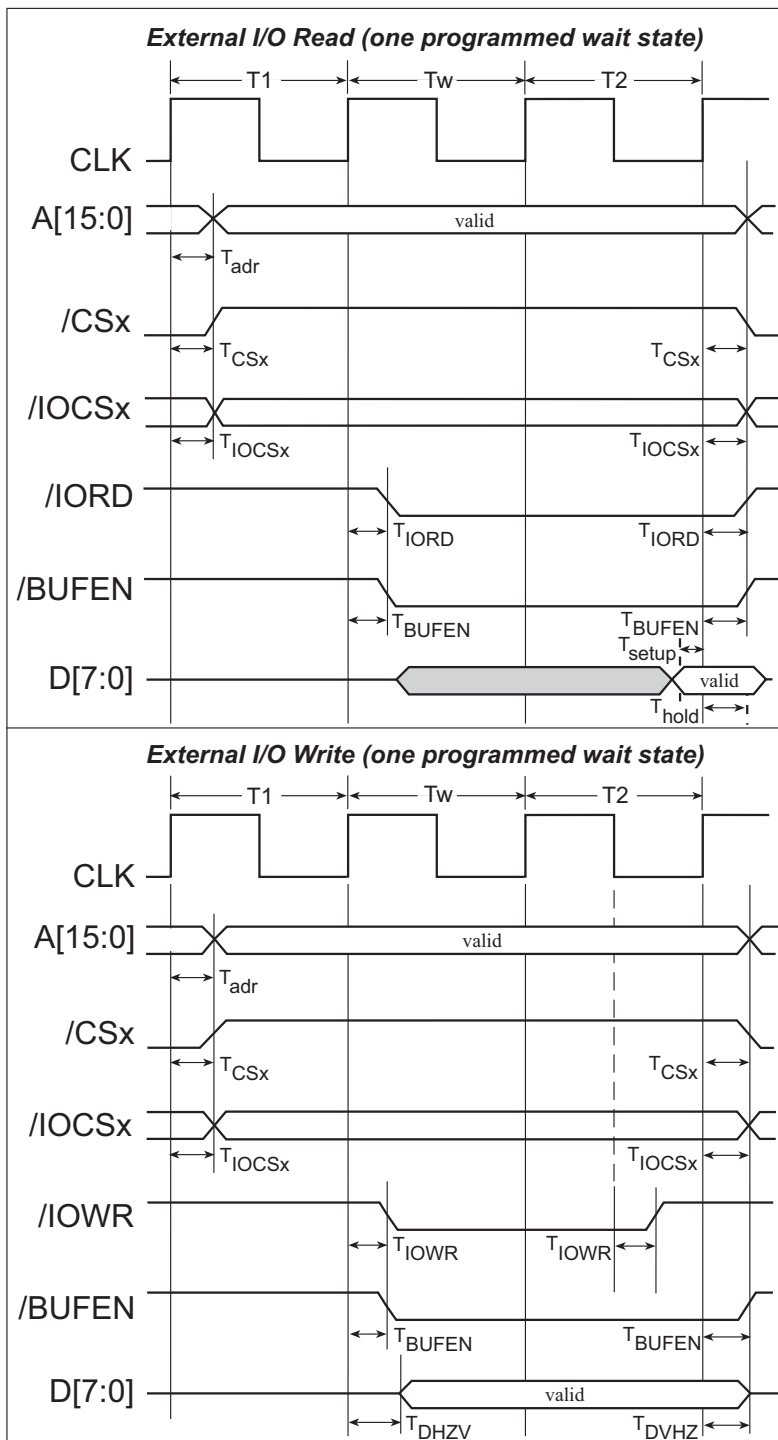 External I/O Read (one programmed wait state)
T1 Tw T2
CLK
A[15:0] valid
Tadr
/CSx
TCSx TCSx
/IOCSx
TIOCSx TIOCSx
/IORD
TIORD TIORD
/BUFEN
TBUFEN TBUFEN
Tsetup
D[7:0] valid
Thold
External I/O Write (one programmed wait state)
T1 Tw T2
CLK
A[15:0] valid
Tadr
/CSx
TCSx TCSx
/IOCSx
TIOCSx TIOCSx
/IOWR
TIOWR TIOWR
/BUFEN
TBUFEN TBUFEN
D[7:0] valid
TDHZV TDVHZ